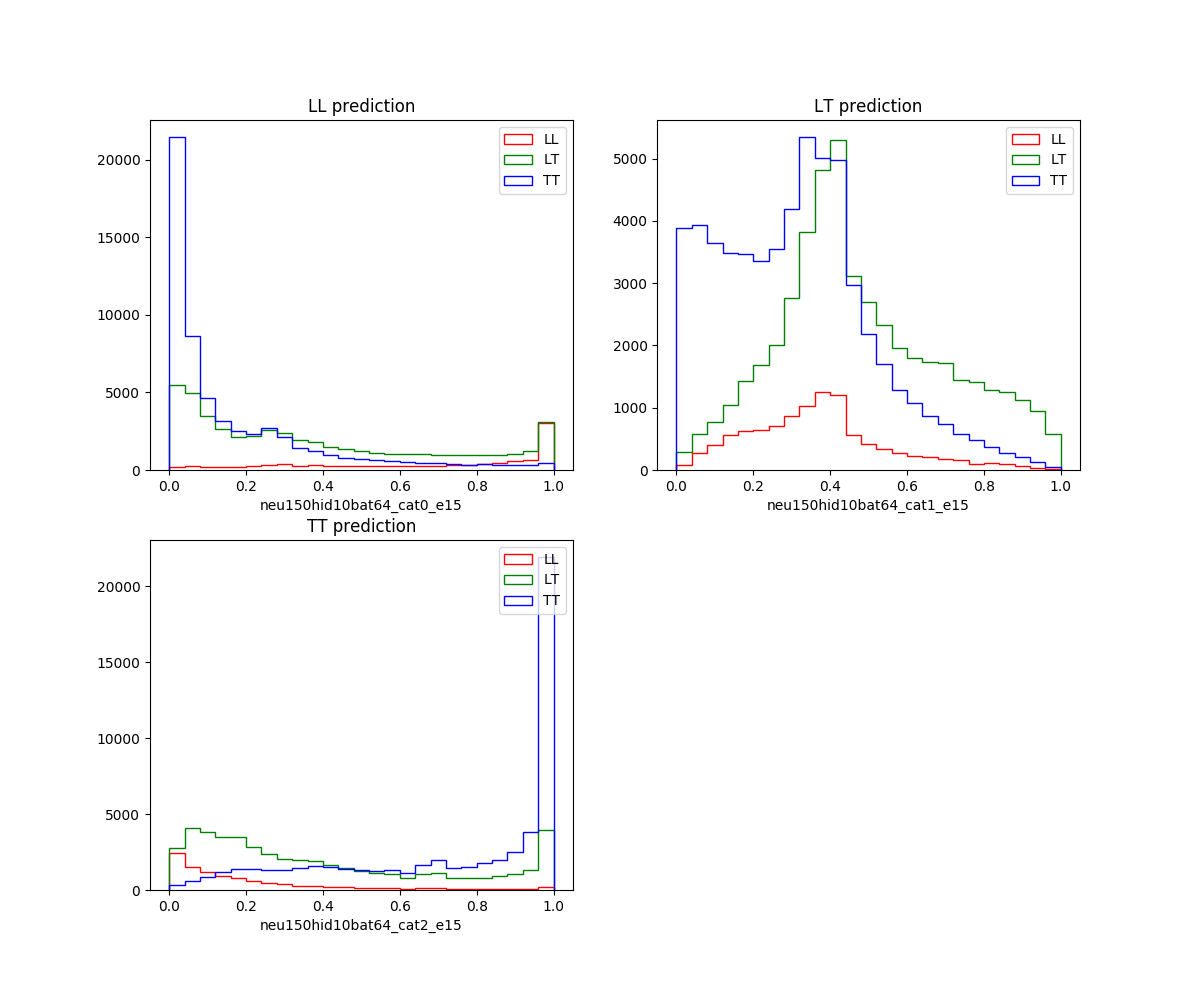 LL prediction
LL
LT
TT
20000
15000
10000
5000
0
0.0 0.2 0.4 0.6 0.8 1.0
neu150hid10bat64_cat0_e15
LT prediction
LL
LT
TT
5000
4000
3000
2000
1000
0
0.0 0.2 0.4 0.6 0.8 1.0
neu150hid10bat64_cat1_e15
TT prediction
LL
LT
TT
20000
15000
10000
5000
0
0.0 0.2 0.4 0.6 0.8 1.0
neu150hid10bat64_cat2_e15